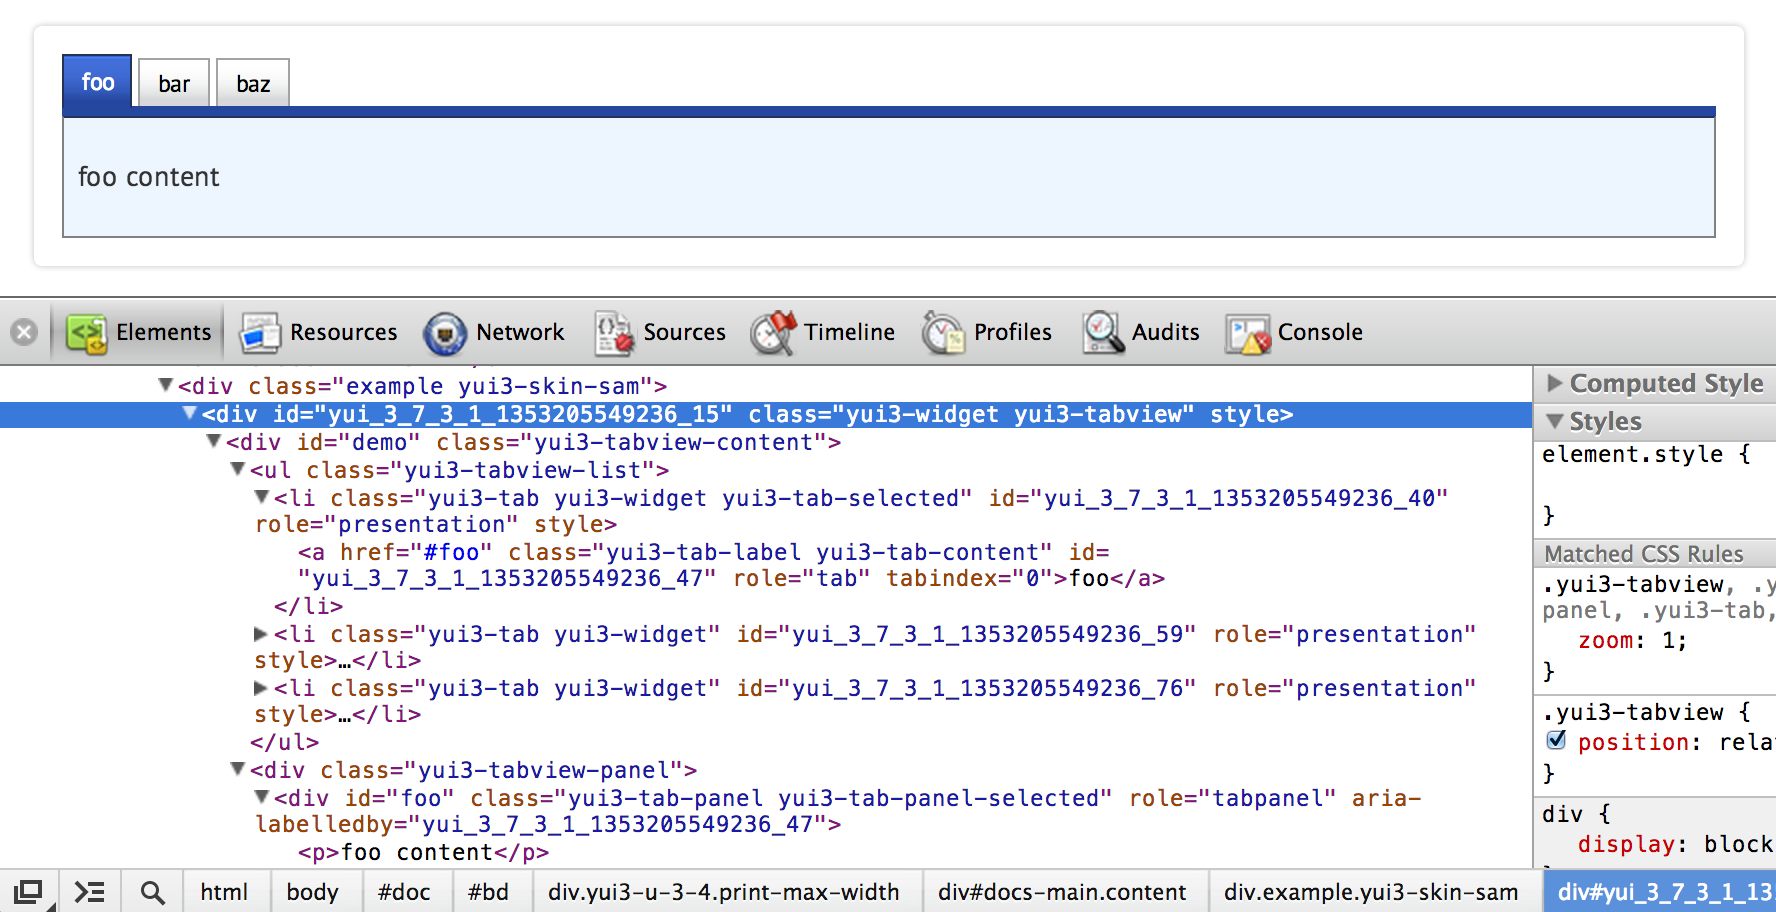 foo bar baz
foo content
Elements Resources Network Sources Timeline Profiles Audits Console
<div class="example yui3-skin-sam">
<div id="yui_3_7_3_1_1353205549236_15" class="yui3-widget yui3-tabview" style>
<div id="demo" class="yui3-tabview-content">
<ul class="yui3-tabview-list">
<li class="yui3-tab yui3-widget yui3-tab-selected" id="yui_3_7_3_1_1353205549236_40"
role="presentation" style>
<a href="#foo" class="yui3-tab-label yui3-tab-content" id=
"yui_3_7_3_1_1353205549236_47" role="tab" tabindex="0">foo</a>
</li>
<li class="yui3-tab yui3-widget" id="yui_3_7_3_1_1353205549236_59" role="presentation"
style>…</li>
<li class="yui3-tab yui3-widget" id="yui_3_7_3_1_1353205549236_76" role="presentation"
style>…</li>
</ul>
<div class="yui3-tabview-panel">
<div id="foo" class="yui3-tab-panel yui3-tab-panel-selected" role="tabpanel" aria-
labelledby="yui_3_7_3_1_1353205549236_47">
<p>foo content</p>
Computed Style
Styles
element.style {
}
Matched CSS Rules
.yui3-tabview, .y
panel, .yui3-tab,
zoom: 1;
}
.yui3-tabview {
position: rela
}
div {
display: block
html body #doc #bd div.yui3-u-3-4.print-max-width div#docs-main.content div.example.yui3-skin-sam div#yui_3_7_3_1_13